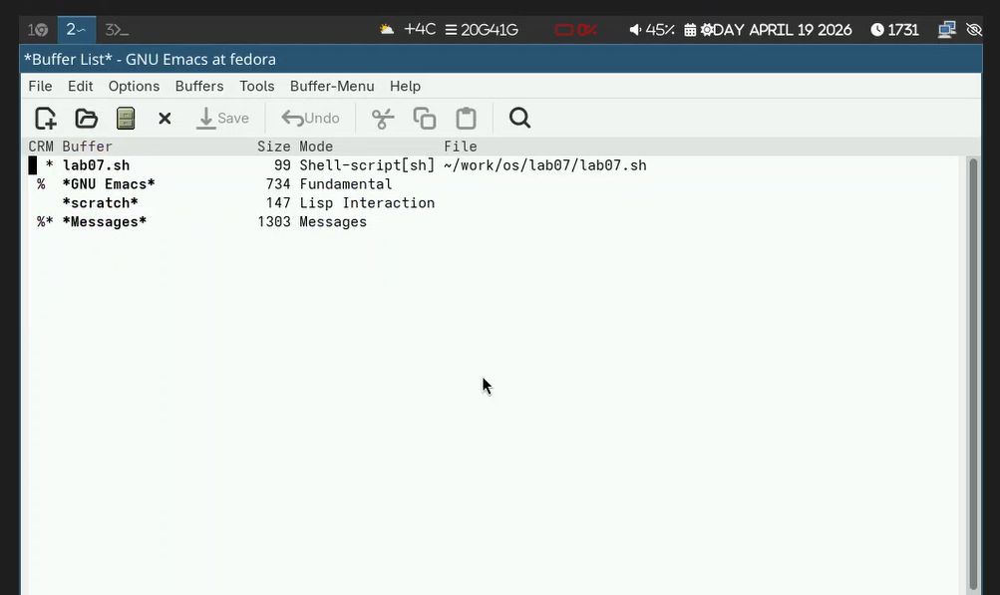 1 2 3 +4C 20G41G 0% 45% DAY APRIL 19 2026 1731
*Buffer List* - GNU Emacs at fedora
File Edit Options Buffers Tools Buffer-Menu Help
Save Undo
CRM Buffer Size Mode File
* lab07.sh 99 Shell-script[sh] ~/work/os/lab07/lab07.sh
% *GNU Emacs* 734 Fundamental
*scratch* 147 Lisp Interaction
%* *Messages* 1303 Messages